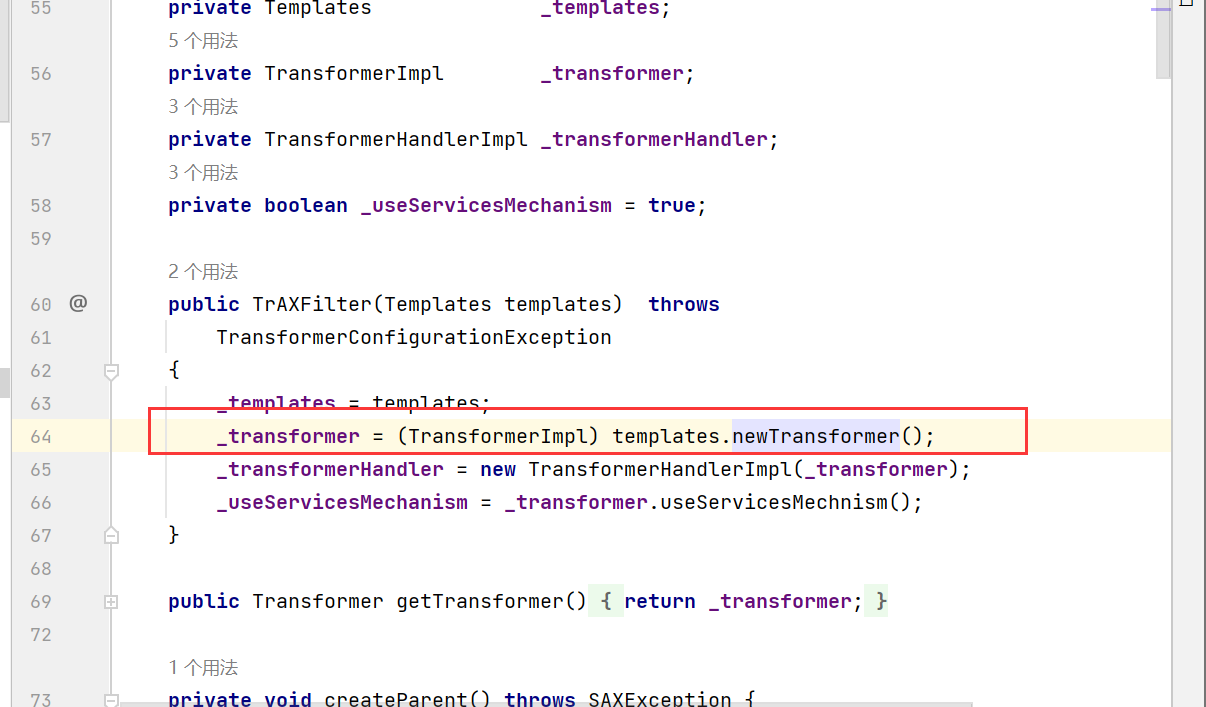 55 private Templates _templates;
5 个用法
56 private TransformerImpl _transformer;
3 个用法
57 private TransformerHandlerImpl _transformerHandler;
3 个用法
58 private boolean _useServicesMechanism = true;
59
2 个用法
60 @ public TrAXFilter(Templates templates) throws
61 TransformerConfigurationException
62 {
63 _templates = templates;
64 _transformer = (TransformerImpl) templates.newTransformer();
65 _transformerHandler = new TransformerHandlerImpl(_transformer);
66 _useServicesMechanism = _transformer.useServicesMechnism();
67 }
68
69 public Transformer getTransformer() { return _transformer; }
72
1 个用法
73 private void createParent() throws SAXException {